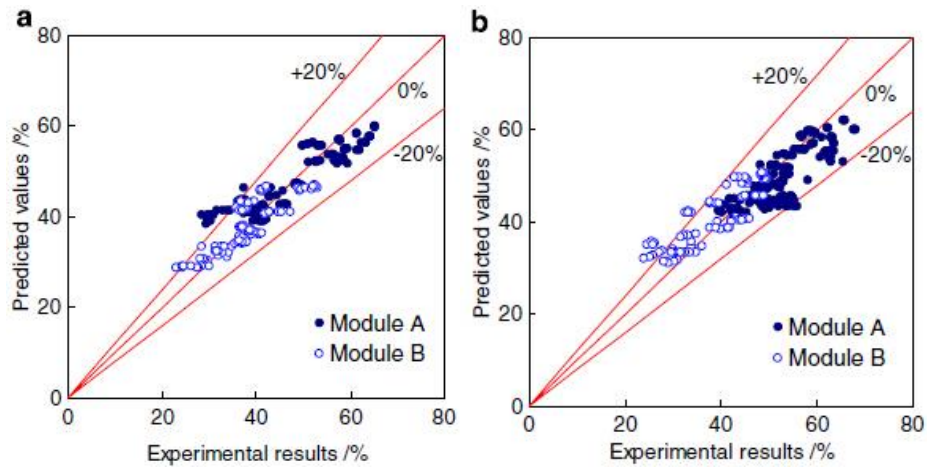 a
80
60
40
20
0
0 20 40 60 80
Predicted values /%
Experimental results /%
+20%
0%
-20%
Module A
Module B
b
80
60
40
20
0
0 20 40 60 80
Predicted values /%
Experimental results /%
+20%
0%
-20%
Module A
Module B